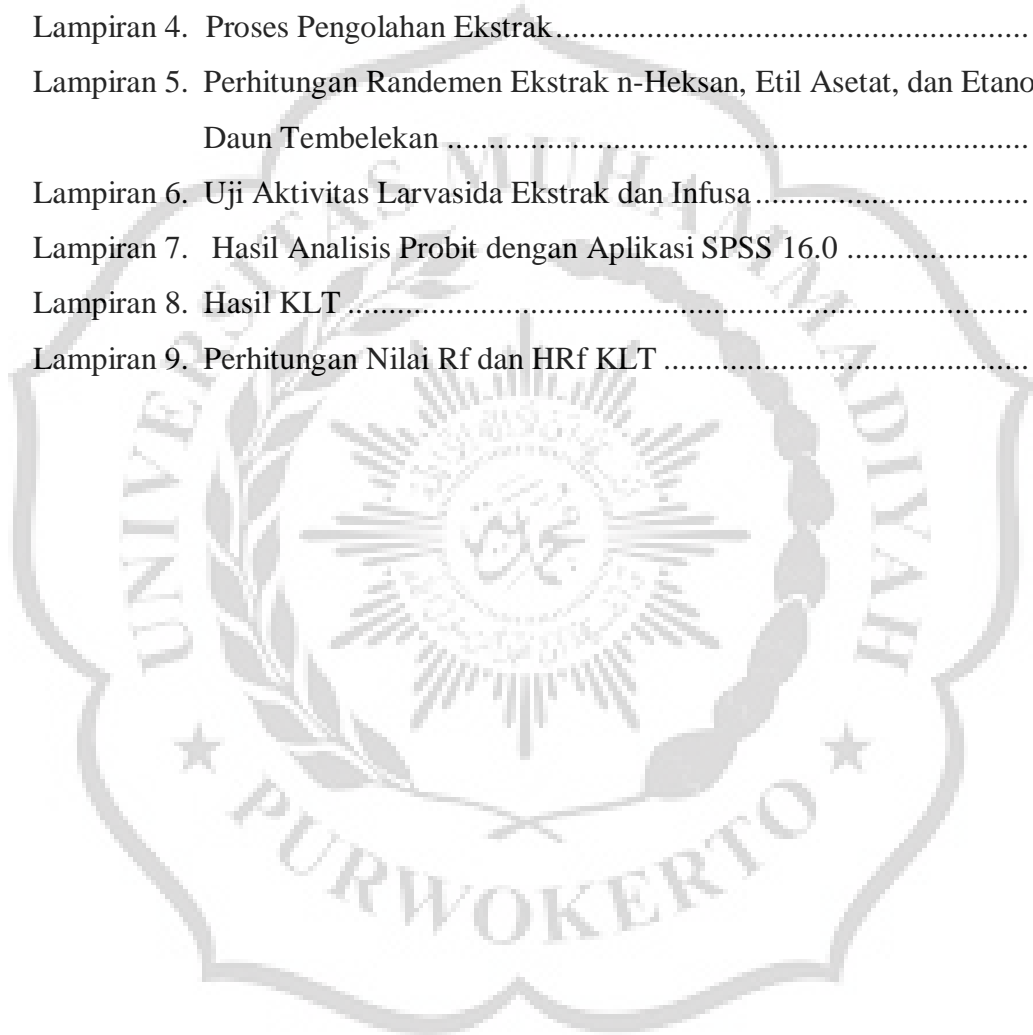 Lampiran 4.  Proses Pengolahan Ekstrak..........................................................
Lampiran 5.  Perhitungan Randemen Ekstrak n-Heksan, Etil Asetat, dan Etano
Daun Tembelekan .......................................................................
Lampiran 6.  Uji Aktivitas Larvasida Ekstrak dan Infusa .................................
Lampiran 7.   Hasil Analisis Probit dengan Aplikasi SPSS 16.0 ......................
Lampiran 8.  Hasil KLT ...................................................................................
Lampiran 9.  Perhitungan Nilai Rf dan HRf KLT ............................................
UNIVERSITAS MUHAMMADIYAH
PURWOKERTO